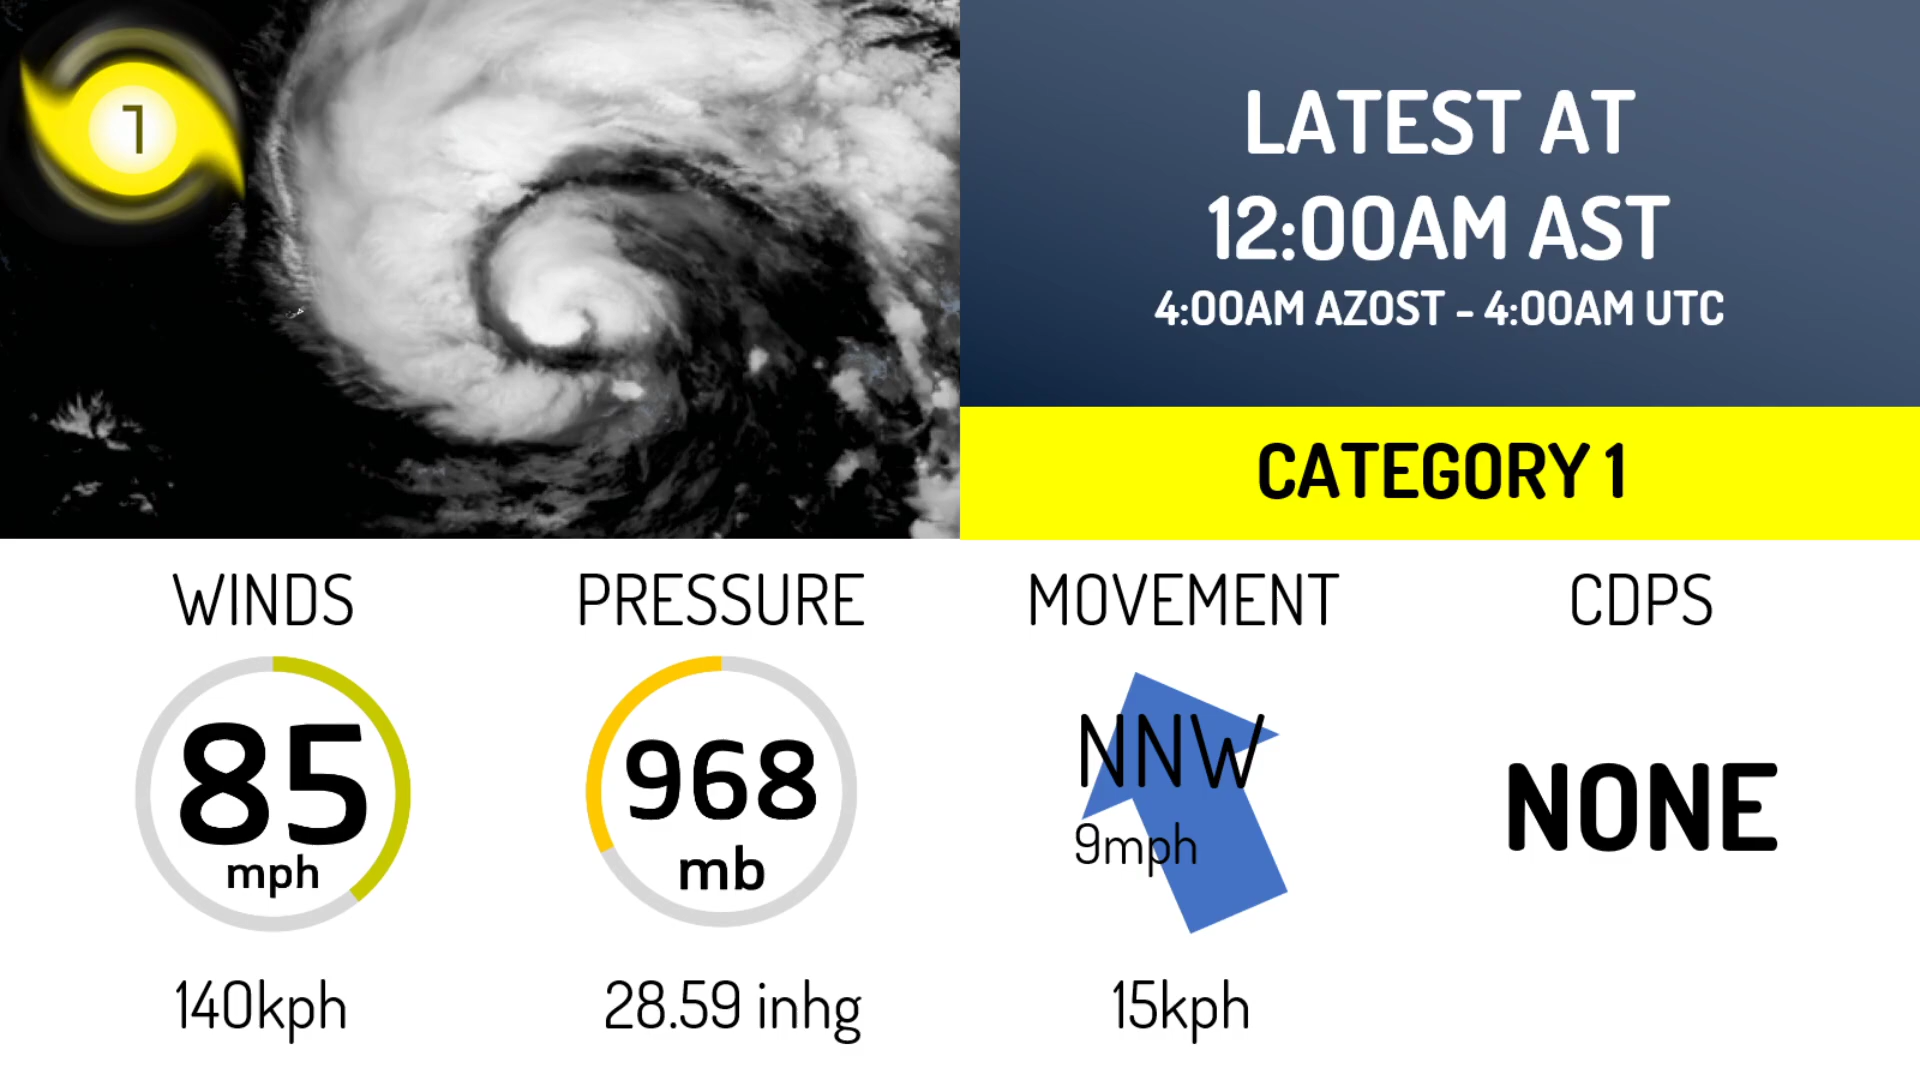 1
LATEST AT
12:00AM AST
4:00AM AZOST - 4:00AM UTC
CATEGORY 1
WINDS
85
mph
140kph
PRESSURE
968
mb
28.59 inhg
MOVEMENT
NNW
9mph
15kph
CDPS
NONE